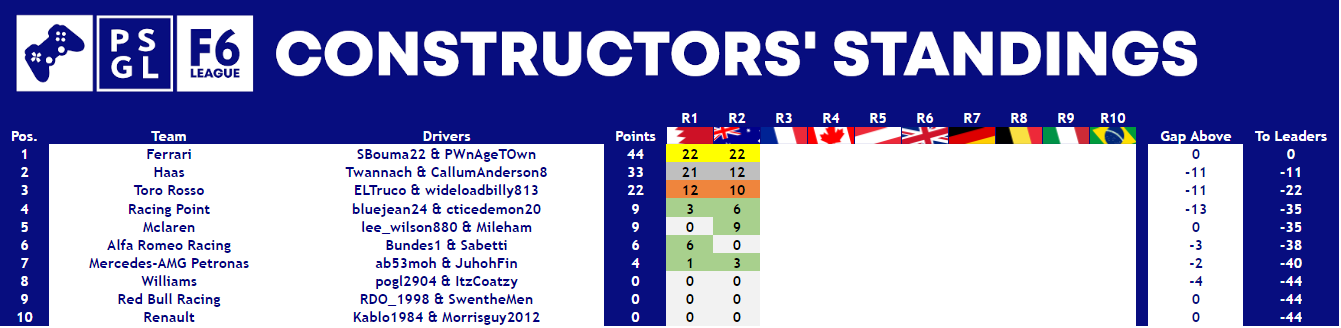 PS GL F6 LEAGUE CONSTRUCTORS' STANDINGS
R1 R2 R3 R4 R5 R6 R7 R8 R9 R10
Pos. Team Drivers Points Gap Above To Leaders
1 Ferrari SBouma22 & PWnAgeTOwn 44 22 22 0 0
2 Haas Twannach & CallumAnderson8 33 21 12 -11 -11
3 Toro Rosso ELTruco & wideloadbilly813 22 12 10 -11 -22
4 Racing Point bluejean24 & cticedemon20 9 3 6 -13 -35
5 Mclaren lee_wilson880 & Mileham 9 0 9 0 -35
6 Alfa Romeo Racing Bundes1 & Sabetti 6 6 0 -3 -38
7 Mercedes-AMG Petronas ab53moh & JuhohFin 4 1 3 -2 -40
8 Williams pogl2904 & ItzCoatzy 0 0 0 -4 -44
9 Red Bull Racing RDO_1998 & SwentheMen 0 0 0 0 -44
10 Renault Kablo1984 & Morrisguy2012 0 0 0 0 -44